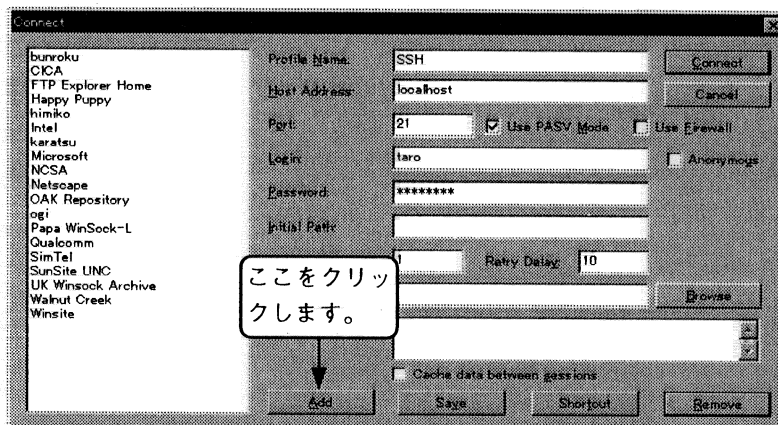 Connect
bunroku
CICA
FTP Explorer Home
Happy Puppy
himiko
Intel
karatsu
Microsoft
NCSA
Netscape
OAK Repository
ogi
Papa WinSock-L
Qualcomm
SimTel
SunSite UNC
UK Winsock Archive
Walnut Creek
Winsite
Profile Name: SSH
Connect
Host Address: localhost
Cancel
Port: 21 Use PASV Mode Use Firewall
Login: taro Anonymous
Password: ********
Initial Path:
1 Retry Delay: 10
Browse
ここをクリッ
クします。
Cache data between sessions
Add Save Shortcut Remove